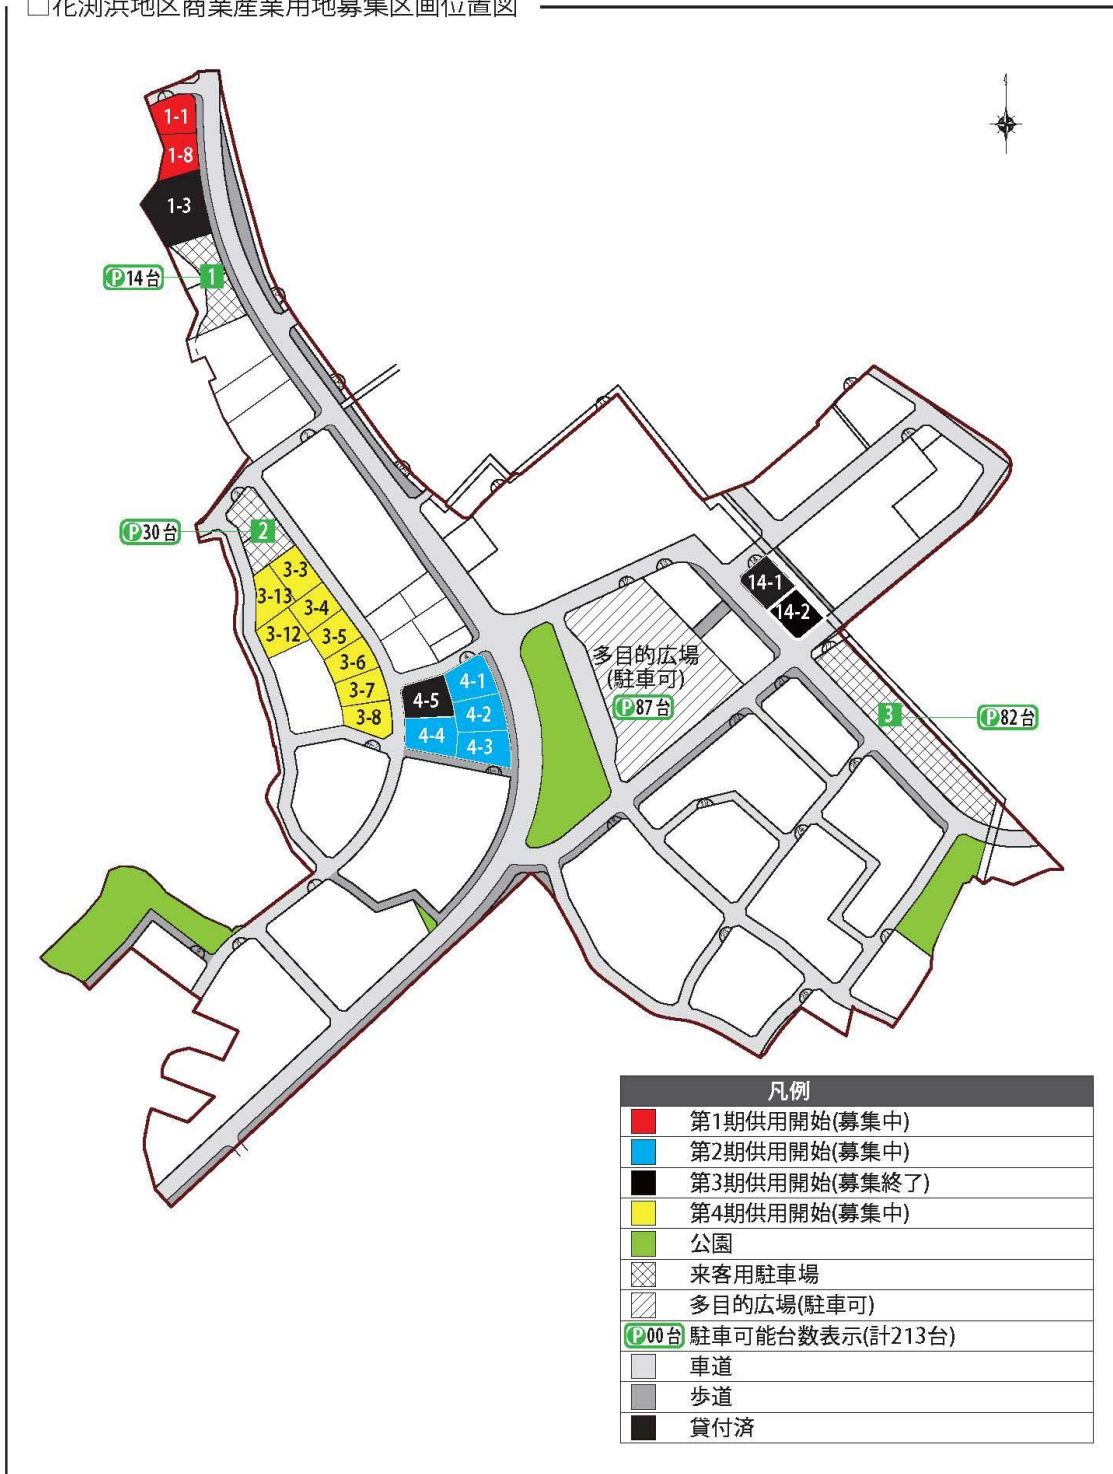 □花渕浜地区商業産業用地募集区画位置図
1-1
1-8
1-3
P14台
1
P30台
2
3-3
3-13
3-4
3-12
3-5
3-6
3-7
3-8
4-5
4-1
4-2
4-4
4-3
14-1
14-2
多目的広場
(駐車可)
P87台
3
P82台
凡例
第1期供用開始(募集中)
第2期供用開始(募集中)
第3期供用開始(募集終了)
第4期供用開始(募集中)
公園
来客用駐車場
多目的広場(駐車可)
P00台 駐車可能台数表示(計213台)
車道
歩道
貸付済